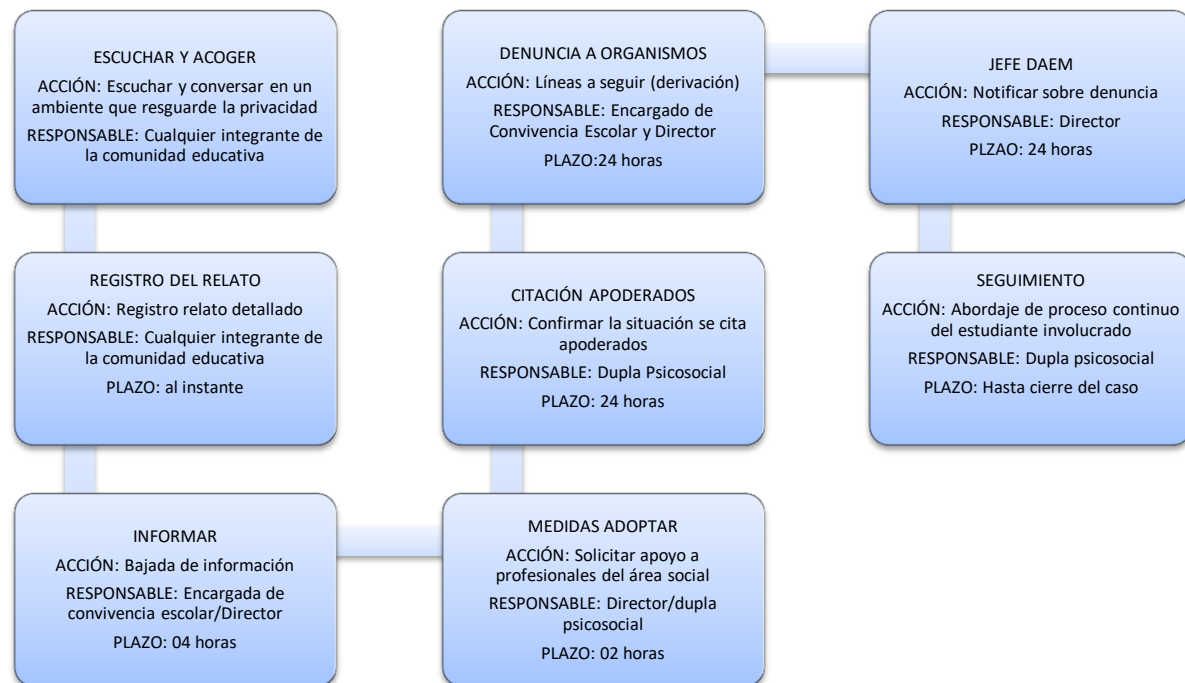 ESCUCHAR Y ACOGER
ACCIÓN: Escuchar y conversar en un
ambiente que resguarde la privacidad
RESPONSABLE: Cualquier integrante de
la comunidad educativa
REGISTRO DEL RELATO
ACCIÓN: Registro relato detallado
RESPONSABLE: Cualquier integrante de
la comunidad educativa
PLAZO: al instante
INFORMAR
ACCIÓN: Bajada de información
RESPONSABLE: Encargada de
convivencia escolar/Director
PLAZO: 04 horas
MEDIDAS ADOPTAR
ACCIÓN: Solicitar apoyo a
profesionales del área social
RESPONSABLE: Director/dupla
psicosocial
PLAZO: 02 horas
CITACIÓN APODERADOS
ACCIÓN: Confirmar la situación se cita
apoderados
RESPONSABLE: Dupla Psicosocial
PLAZO: 24 horas
DENUNCIA A ORGANISMOS
ACCIÓN: Líneas a seguir (derivación)
RESPONSABLE: Encargado de
Convivencia Escolar y Director
PLAZO:24 horas
JEFE DAEM
ACCIÓN: Notificar sobre denuncia
RESPONSABLE: Director
PLZAO: 24 horas
SEGUIMIENTO
ACCIÓN: Abordaje de proceso continuo
del estudiante involucrado
RESPONSABLE: Dupla psicosocial
PLAZO: Hasta cierre del caso